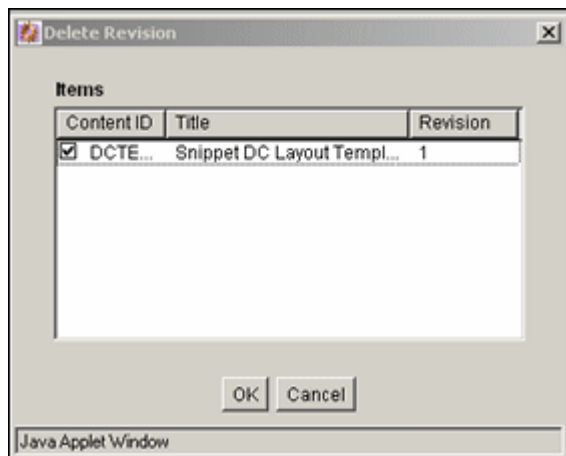 Delete Revision
Items
Content ID Title Revision
DCTE... Snippet DC Layout Templ... 1
OK Cancel
Java Applet Window